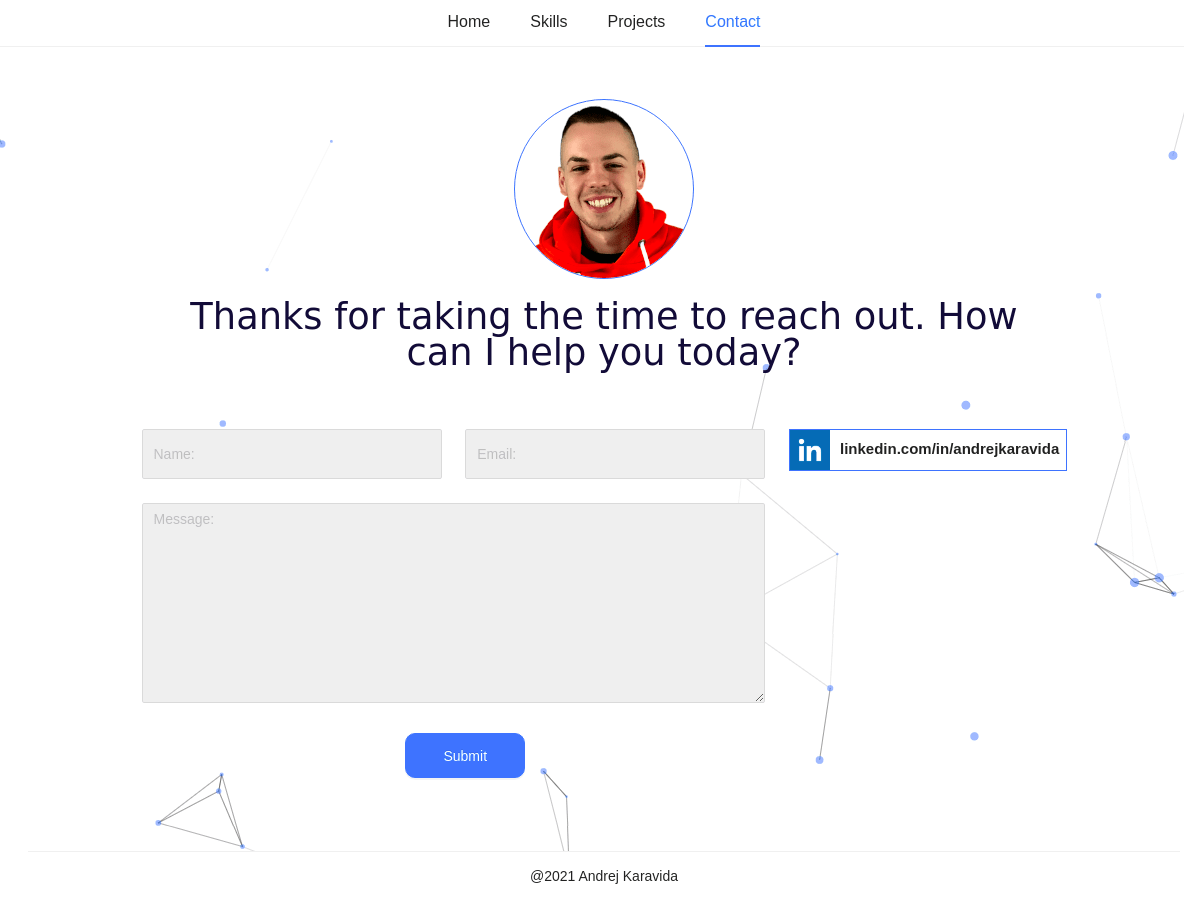 Home Skills Projects Contact
Thanks for taking the time to reach out. How
can I help you today?
Name: Email:
in linkedin.com/in/andrejkaravida
Message:
Submit
@2021 Andrej Karavida